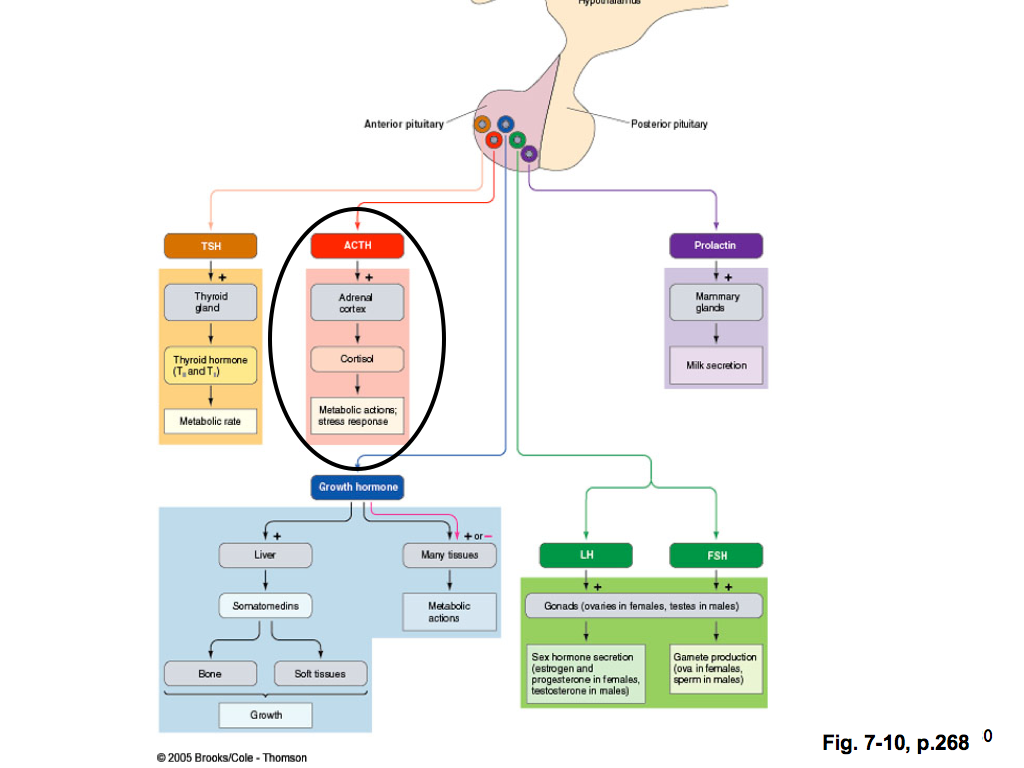 Hypothalamus
Anterior pituitary
Posterior pituitary
TSH
ACTH
Prolactin
+
+
+
Thyroid
gland
Adrenal
cortex
Mammary
glands
Thyroid hormone
(T₃ and T₄)
Cortisol
Milk secretion
Metabolic rate
Metabolic actions;
stress response
Growth hormone
+
+ or −
Liver
Many tissues
LH
FSH
+
+
Somatomedins
Metabolic
actions
Gonads (ovaries in females, testes in males)
Bone
Soft tissues
Sex hormone secretion
(estrogen and
progesterone in females,
testosterone in males)
Gamete production
(ova in females,
sperm in males)
Growth
Fig. 7-10, p.268 0
© 2005 Brooks/Cole - Thomson